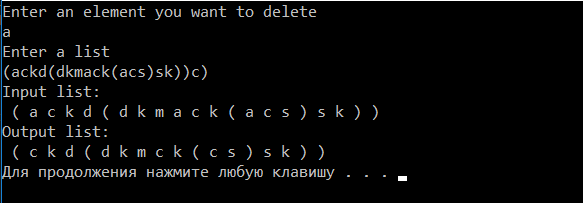 Enter an element you want to delete
a
Enter a list
(ackd(dkmack(acs)sk))c)
Input list:
( a c k d ( d k m a c k ( a c s ) s k ) )
Output list:
( c k d ( d k m c k ( c s ) s k ) )
Для продолжения нажмите любую клавишу . . .